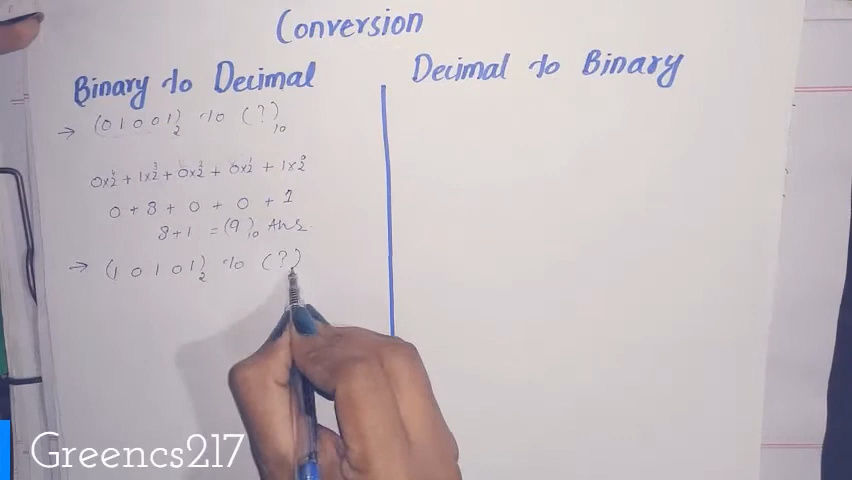 Conversion
Binary to Decimal
→ (01001)₂ to (?)₁₀
0×2⁴ + 1×2³ + 0×2² + 0×2¹ + 1×2⁰
0 + 8 + 0 + 0 + 1
8+1 = (9)₁₀ Ans.
→ (10101)₂ to (?)
Decimal to Binary
Greencs217